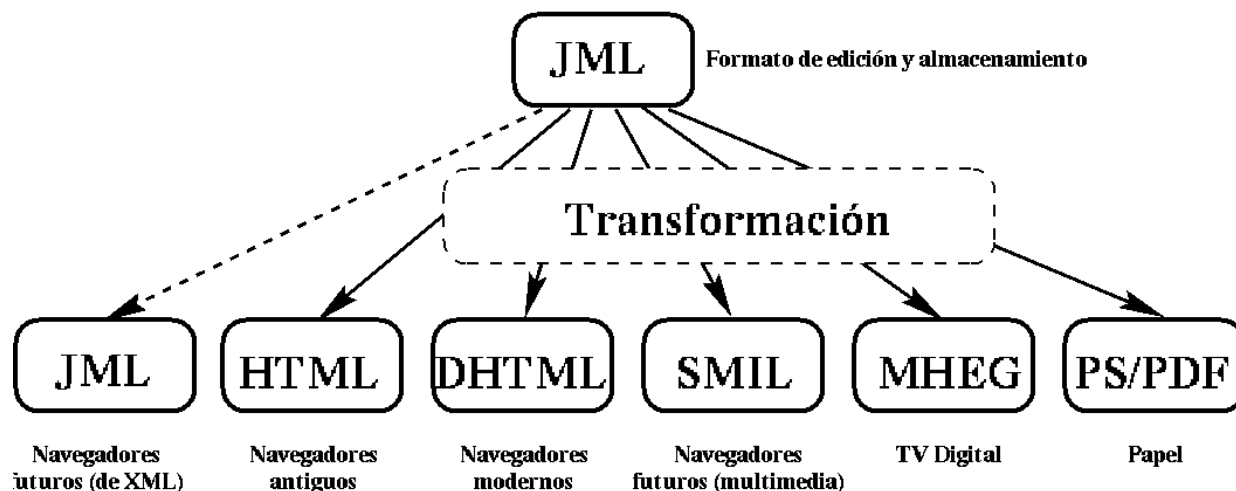 JML
Formato de edición y almacenamiento
Transformación
JML
HTML
DHTML
SMIL
MHEG
PS/PDF
Navegadores
futuros (de XML)
Navegadores
antiguos
Navegadores
modernos
Navegadores
futuros (multimedia)
TV Digital
Papel